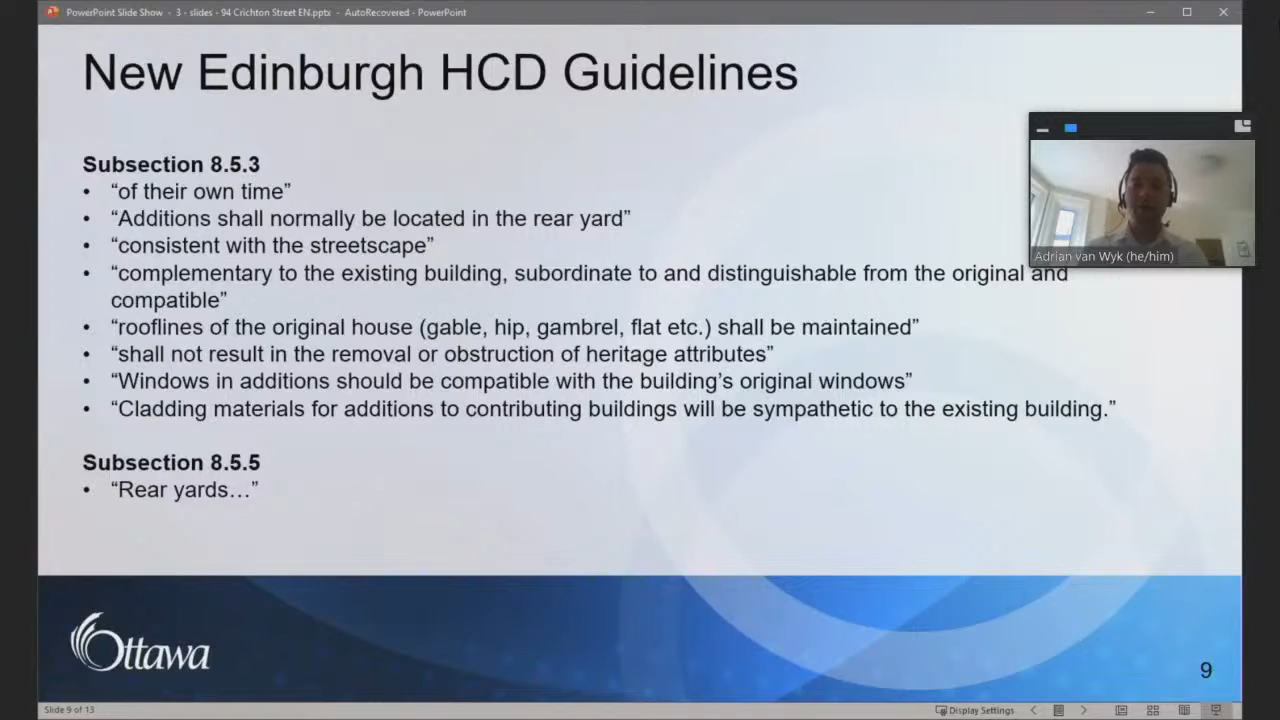 PowerPoint Slide Show - 3 - slides - 94 Crichton Street EN.pptx - AutoRecovered - PowerPoint
New Edinburgh HCD Guidelines
Subsection 8.5.3
• “of their own time”
• “Additions shall normally be located in the rear yard”
• “consistent with the streetscape”
• “complementary to the existing building, subordinate to and distinguishable from the original and
compatible”
• “rooflines of the original house (gable, hip, gambrel, flat etc.) shall be maintained”
• “shall not result in the removal or obstruction of heritage attributes”
• “Windows in additions should be compatible with the building’s original windows”
• “Cladding materials for additions to contributing buildings will be sympathetic to the existing building.”
Subsection 8.5.5
• “Rear yards…”
Adrian van Wyk (he/him)
Ottawa
9
Slide 9 of 13
Display Settings